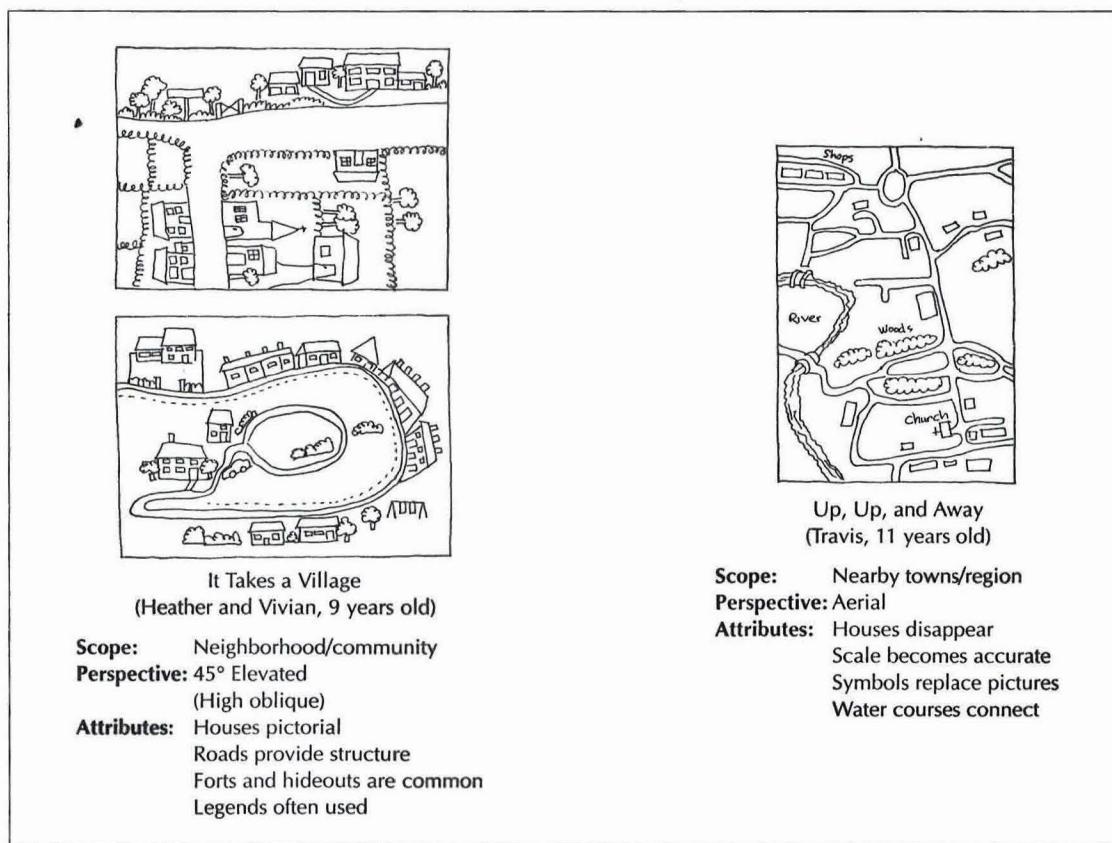 It Takes a Village
(Heather and Vivian, 9 years old)
Scope: Neighborhood/community
Perspective: 45° Elevated
(High oblique)
Attributes: Houses pictorial
Roads provide structure
Forts and hideouts are common
Legends often used
Shops
River
Woods
Church
Up, Up, and Away
(Travis, 11 years old)
Scope: Nearby towns/region
Perspective: Aerial
Attributes: Houses disappear
Scale becomes accurate
Symbols replace pictures
Water courses connect